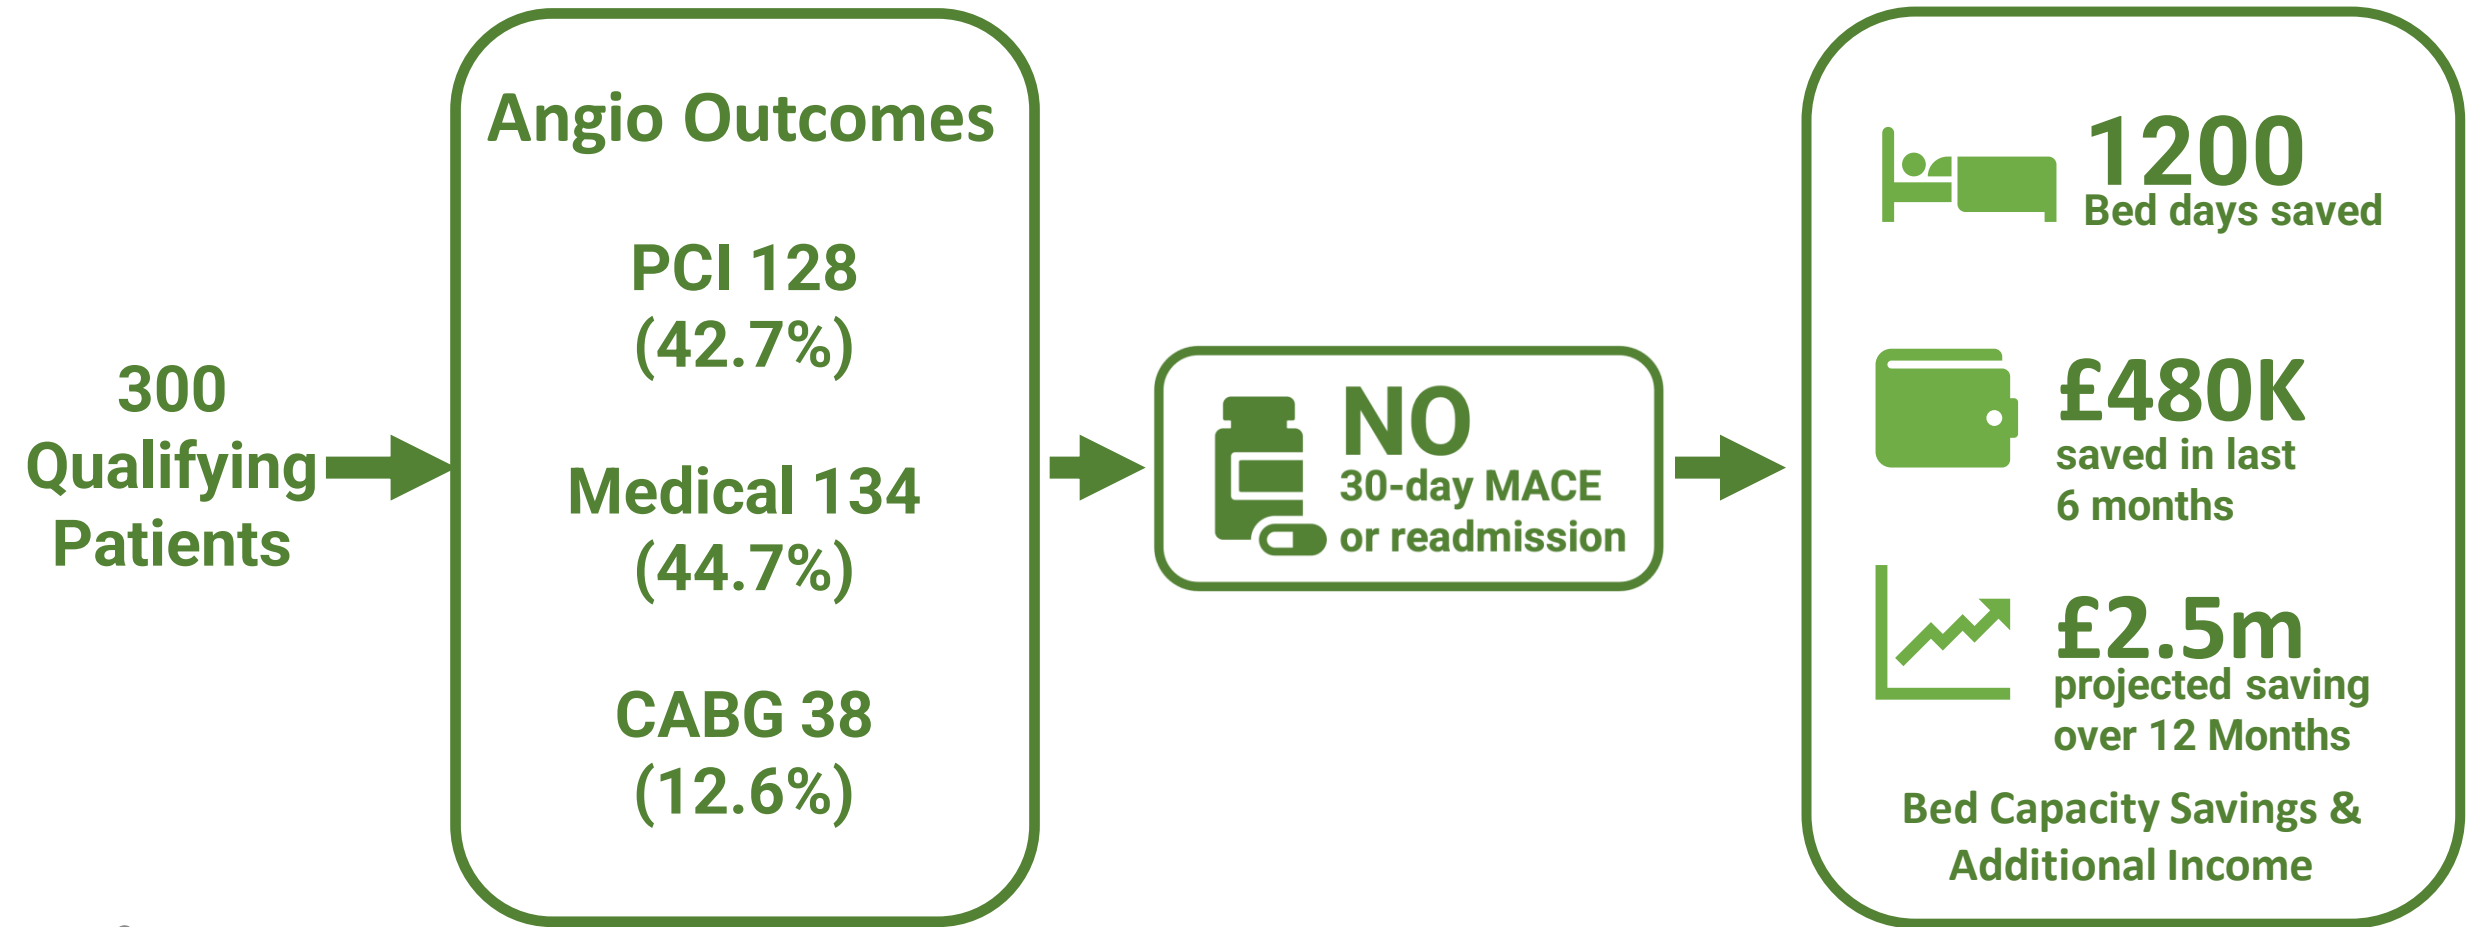 300
Qualifying
Patients
Angio Outcomes
PCI 128
(42.7%)
Medical 134
(44.7%)
CABG 38
(12.6%)
NO
30-day MACE
or readmission
1200
Bed days saved
£480K
saved in last
6 months
£2.5m
projected saving
over 12 Months
Bed Capacity Savings &
Additional Income